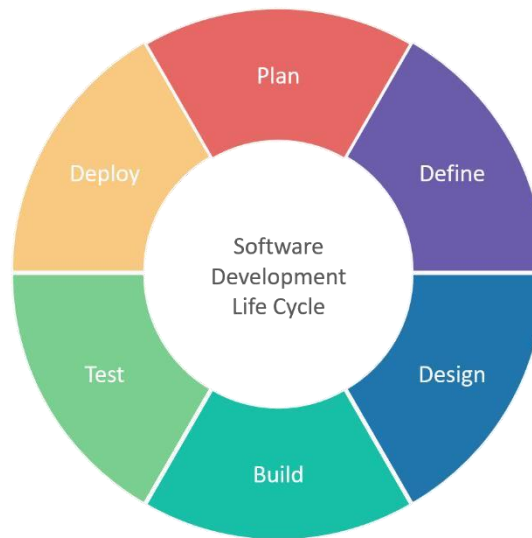 Plan
Define
Design
Build
Test
Deploy
Software
Development
Life Cycle